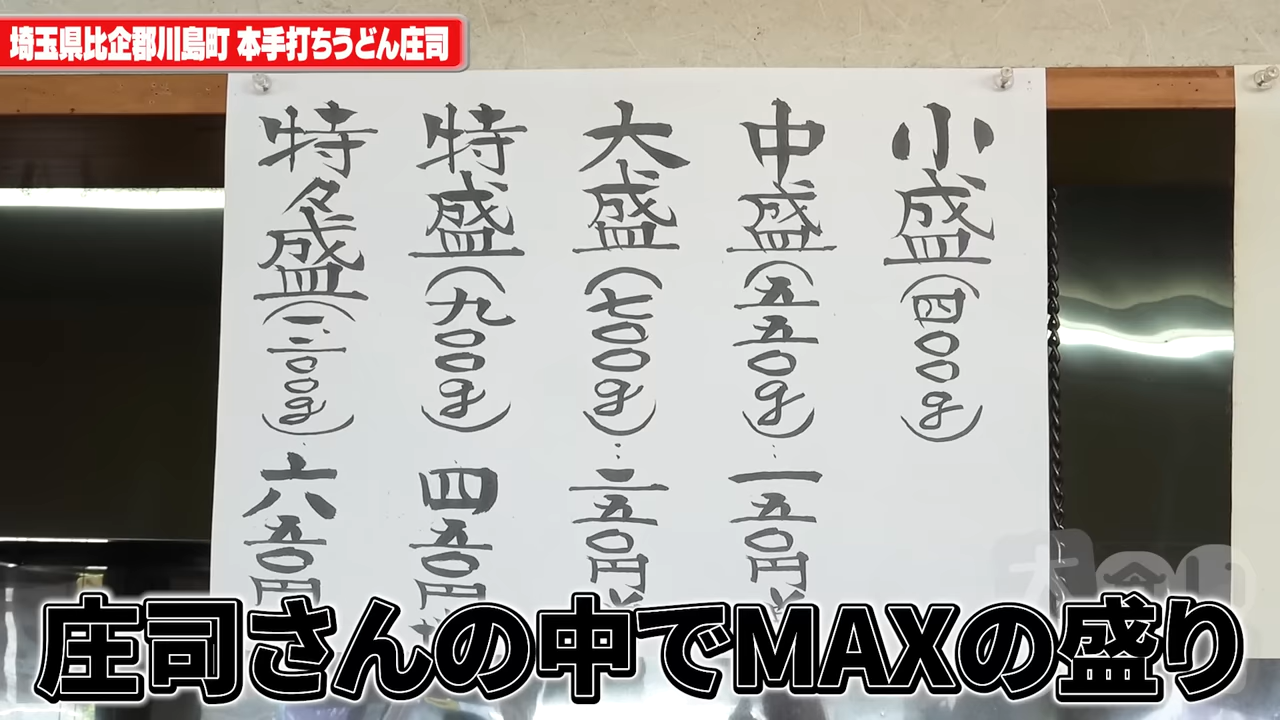 埼玉県比企郡川島町 本手打ちうどん庄司
小盛(四〇〇g)
中盛(五五〇g)…一五〇円
大盛(七〇〇g)…二五〇円
特盛(九〇〇g)…四五〇円
特々盛(一、二〇〇g)…六五〇円
庄司さんの中でMAXの盛り